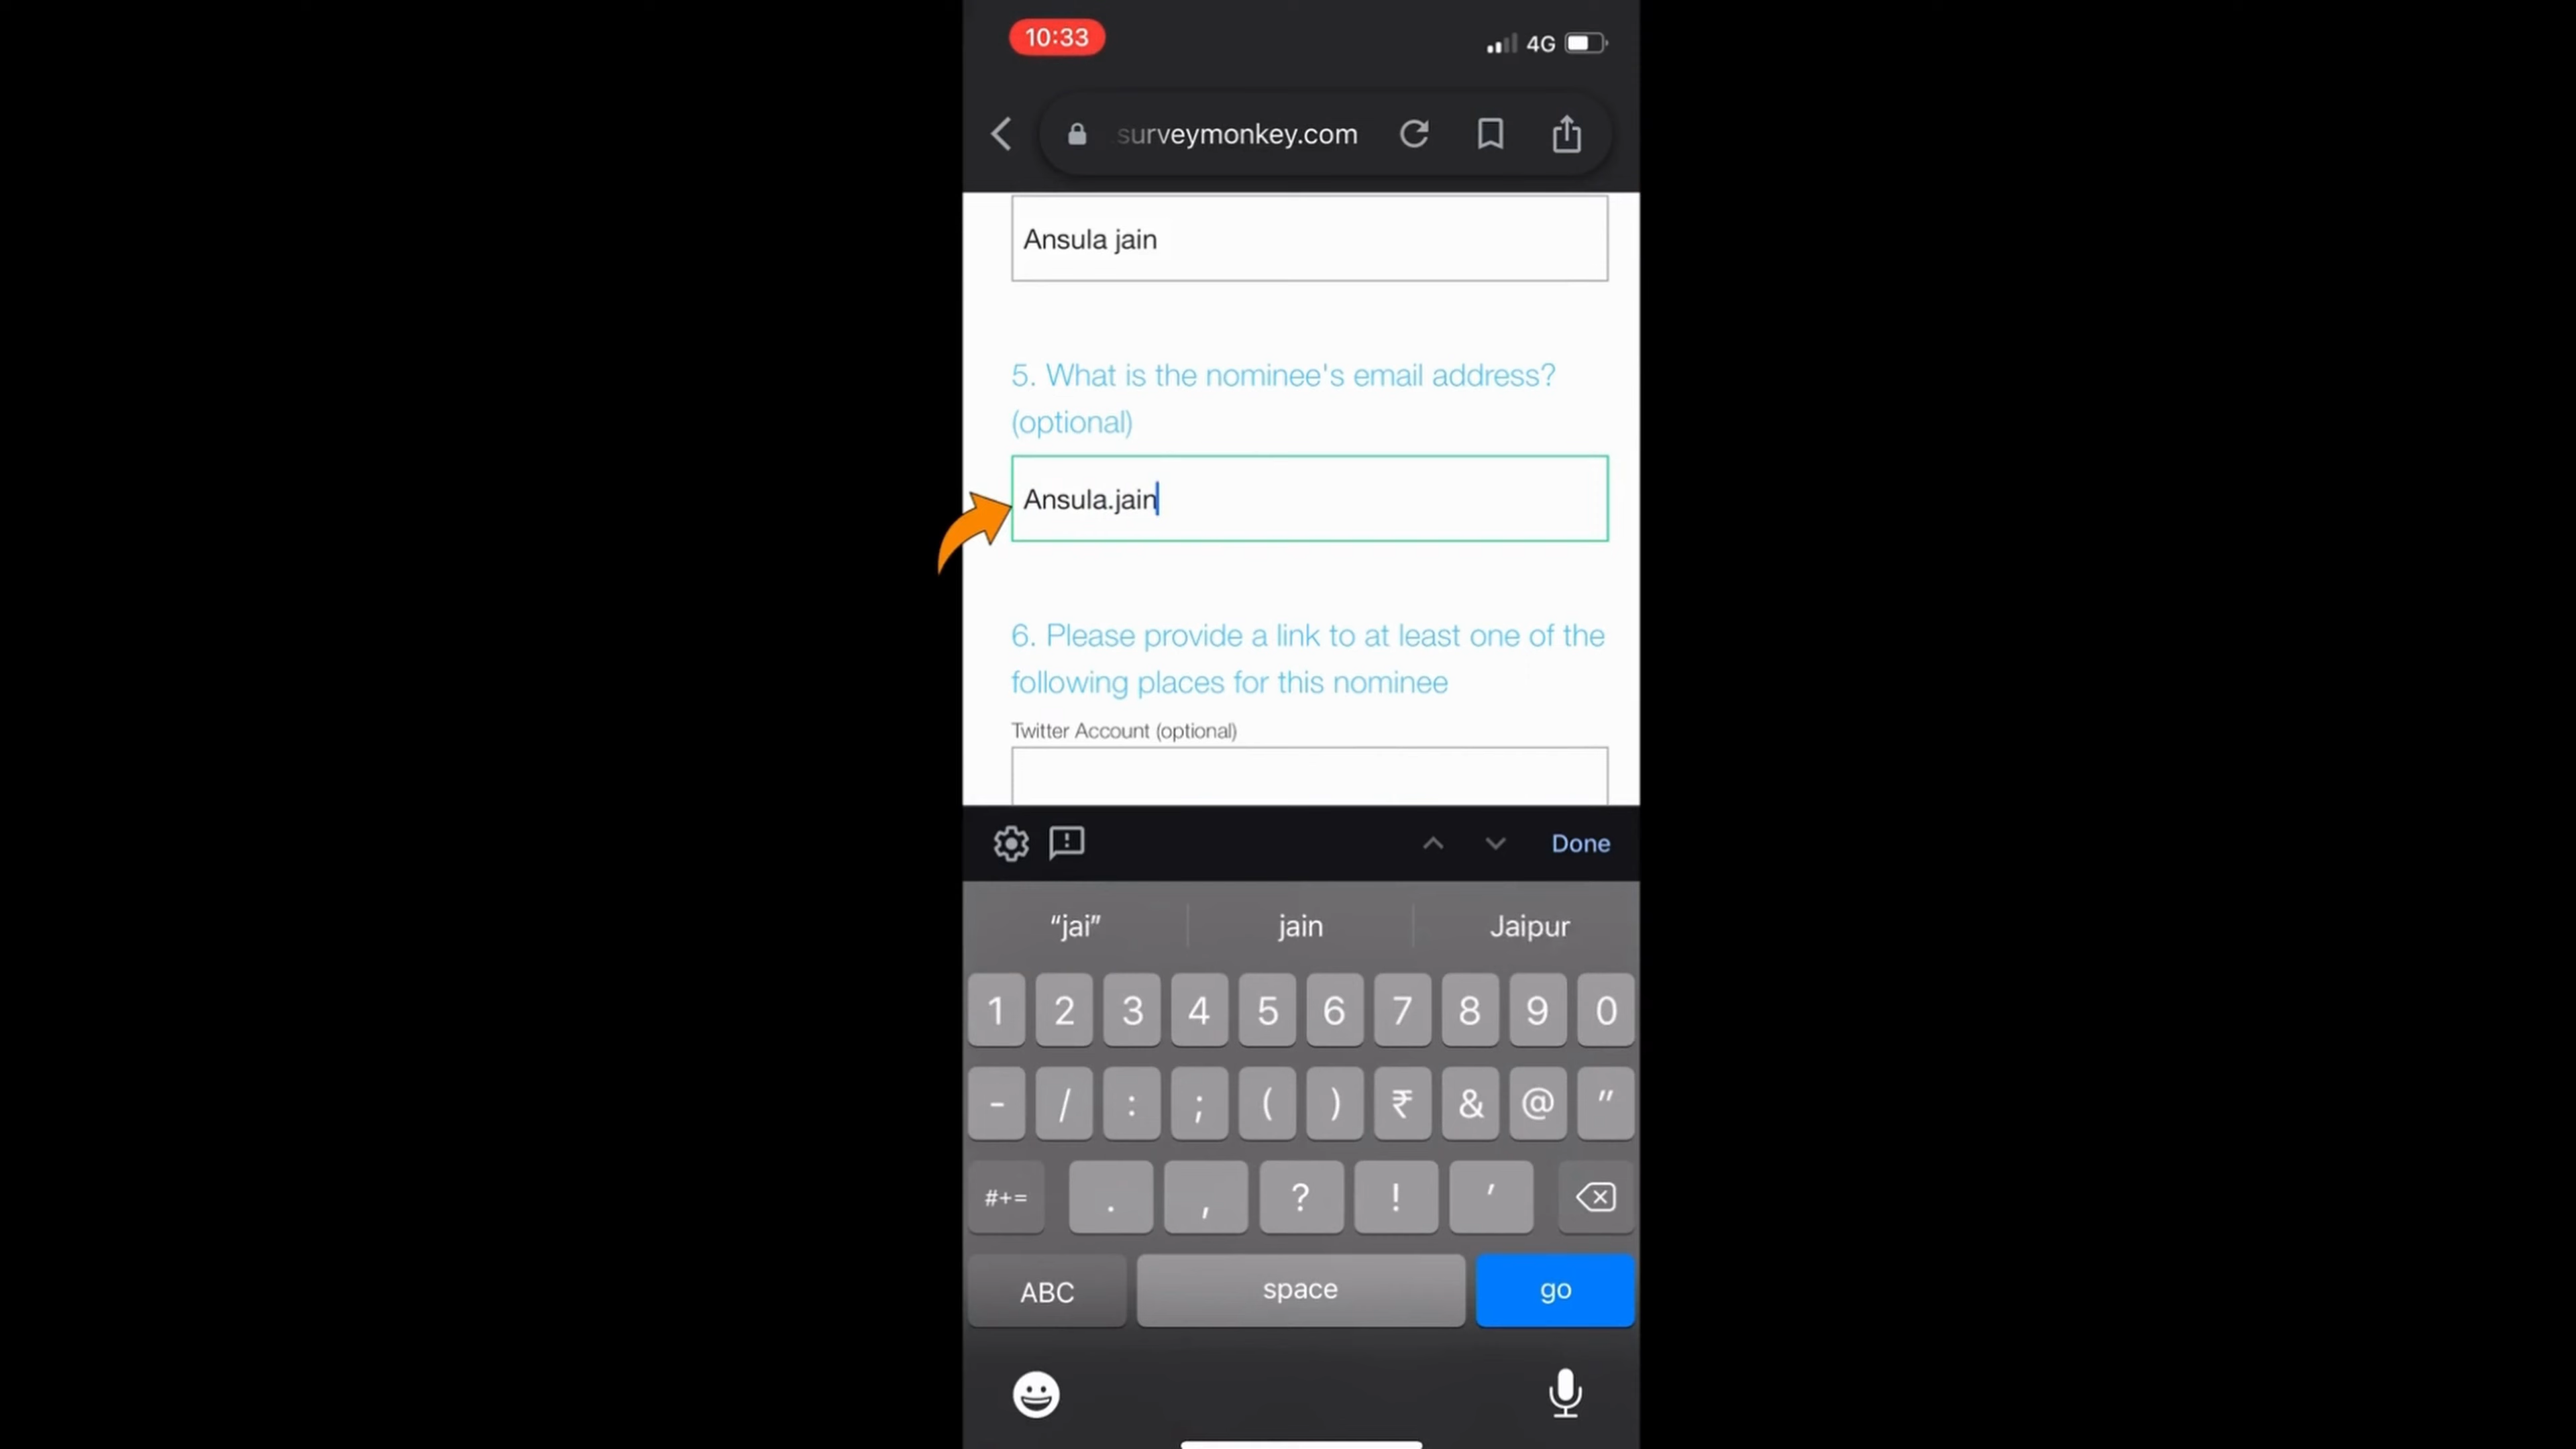 10:33
4G
.surveymonkey.com
Ansula jain
5. What is the nominee's email address?
(optional)
Ansula.jain
6. Please provide a link to at least one of the
following places for this nominee
Twitter Account (optional)
Done
“jai” jain Jaipur
1 2 3 4 5 6 7 8 9 0
- / : ; ( ) ₹ & @ "
#+= . , ? ! '
ABC space go